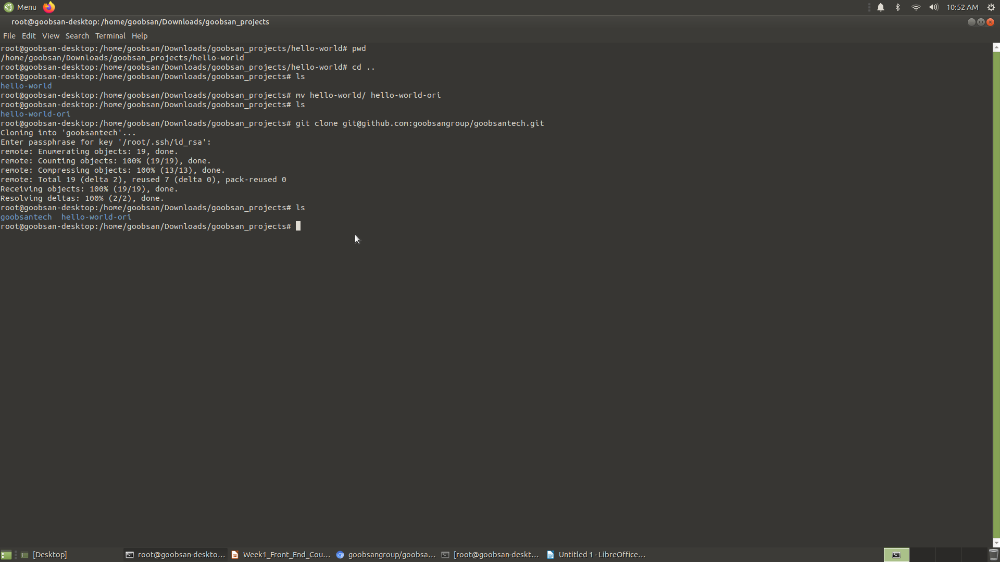 Menu 10:52 AM
root@goobsan-desktop: /home/goobsan/Downloads/goobsan_projects
File Edit View Search Terminal Help
root@goobsan-desktop:/home/goobsan/Downloads/goobsan_projects/hello-world# pwd
/home/goobsan/Downloads/goobsan_projects/hello-world
root@goobsan-desktop:/home/goobsan/Downloads/goobsan_projects/hello-world# cd ..
root@goobsan-desktop:/home/goobsan/Downloads/goobsan_projects# ls
hello-world
root@goobsan-desktop:/home/goobsan/Downloads/goobsan_projects# mv hello-world/ hello-world-ori
root@goobsan-desktop:/home/goobsan/Downloads/goobsan_projects# ls
hello-world-ori
root@goobsan-desktop:/home/goobsan/Downloads/goobsan_projects# git clone git@github.com:goobsangroup/goobsantech.git
Cloning into 'goobsantech'...
Enter passphrase for key '/root/.ssh/id_rsa':
remote: Enumerating objects: 19, done.
remote: Counting objects: 100% (19/19), done.
remote: Compressing objects: 100% (13/13), done.
remote: Total 19 (delta 2), reused 7 (delta 0), pack-reused 0
Receiving objects: 100% (19/19), done.
Resolving deltas: 100% (2/2), done.
root@goobsan-desktop:/home/goobsan/Downloads/goobsan_projects# ls
goobsantech  hello-world-ori
root@goobsan-desktop:/home/goobsan/Downloads/goobsan_projects#
[Desktop] root@goobsan-deskto... Week1_Front_End_Cou... goobsangroup/goobsa... [root@goobsan-deskt... Untitled 1 - LibreOffice...